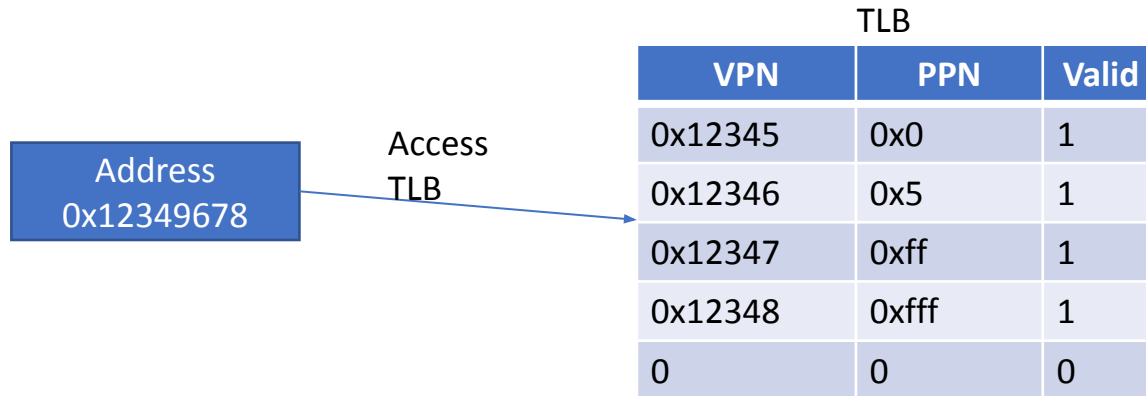 TLB
VPN PPN Valid
0x12345 0x0 1
Access
TLB
Address
0x12349678
0x12346 0x5 1
0x12347 0xff 1
0x12348 0xfff 1
0 0 0